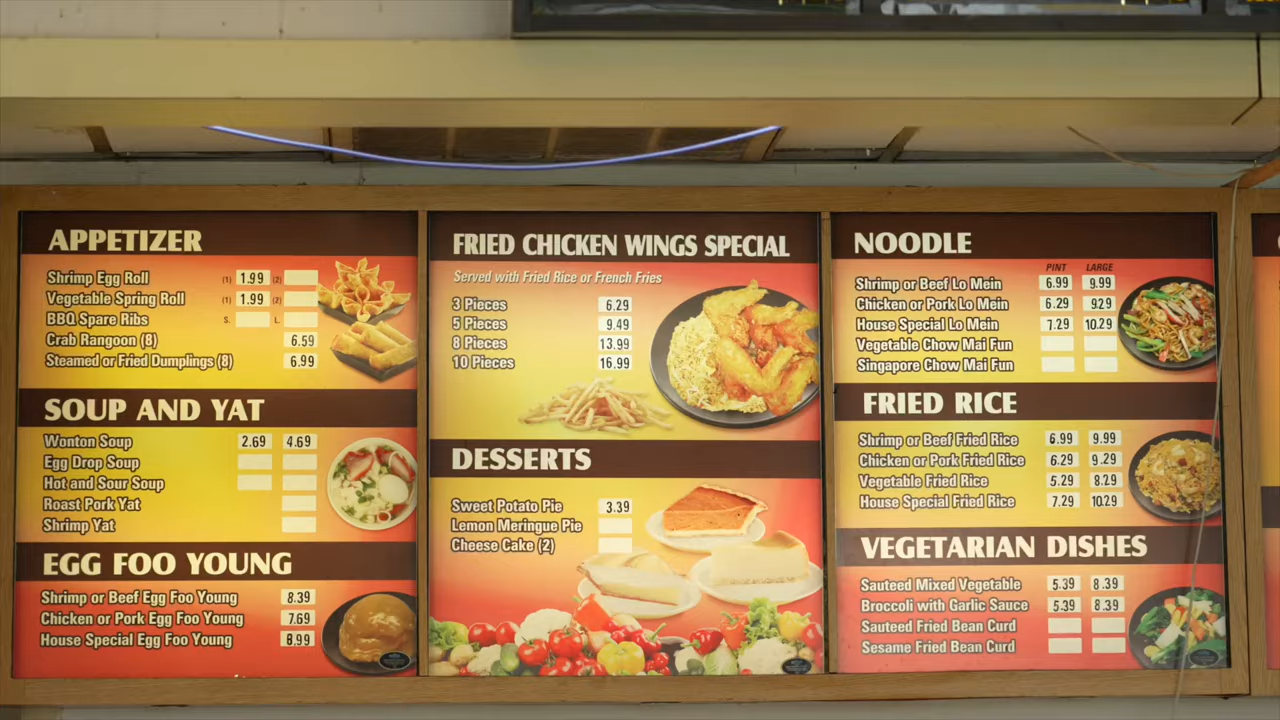 APPETIZER
Shrimp Egg Roll (1) 1.99 (2)
Vegetable Spring Roll (1) 1.99 (2)
BBQ Spare Ribs S. L.
Crab Rangoon (8) 6.59
Steamed or Fried Dumplings (8) 6.99
SOUP AND YAT
Wonton Soup 2.69 4.69
Egg Drop Soup
Hot and Sour Soup
Roast Pork Yat
Shrimp Yat
EGG FOO YOUNG
Shrimp or Beef Egg Foo Young 8.39
Chicken or Pork Egg Foo Young 7.69
House Special Egg Foo Young 8.99
FRIED CHICKEN WINGS SPECIAL
Served with Fried Rice or French Fries
3 Pieces 6.29
5 Pieces 9.49
8 Pieces 13.99
10 Pieces 16.99
DESSERTS
Sweet Potato Pie 3.39
Lemon Meringue Pie
Cheese Cake (2)
NOODLE
PINT LARGE
Shrimp or Beef Lo Mein 6.99 9.99
Chicken or Pork Lo Mein 6.29 9.29
House Special Lo Mein 7.29 10.29
Vegetable Chow Mai Fun
Singapore Chow Mai Fun
FRIED RICE
Shrimp or Beef Fried Rice 6.99 9.99
Chicken or Pork Fried Rice 6.29 9.29
Vegetable Fried Rice 5.29 8.29
House Special Fried Rice 7.29 10.29
VEGETARIAN DISHES
Sauteed Mixed Vegetable 5.39 8.39
Broccoli with Garlic Sauce 5.39 8.39
Sauteed Fried Bean Curd
Sesame Fried Bean Curd